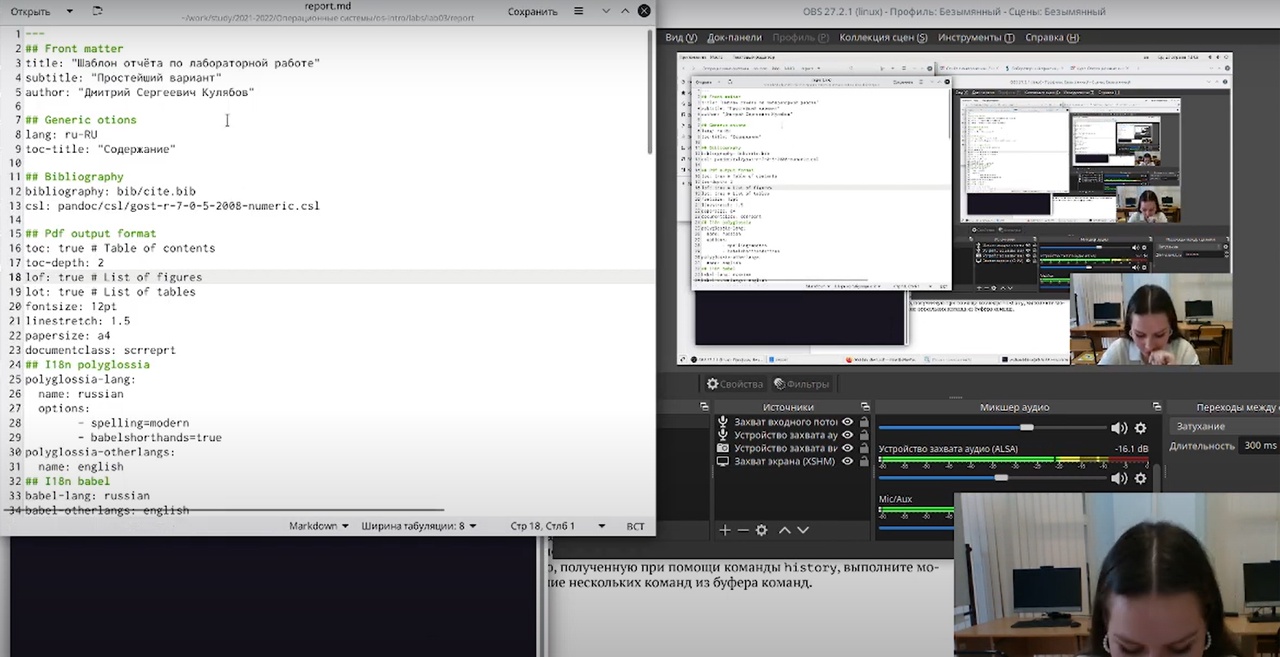 Открыть
report.md
~/work/study/2021-2022/Операционные системы/os-intro/labs/lab03/report
Сохранить
1 ---
2 ## Front matter
3 title: "Шаблон отчёта по лабораторной работе"
4 subtitle: "Простейший вариант"
5 author: "Дмитрий Сергеевич Кулябов"
6
7 ## Generic otions
8 lang: ru-RU
9 toc-title: "Содержание"
10
11 ## Bibliography
12 bibliography: bib/cite.bib
13 csl: pandoc/csl/gost-r-7-0-5-2008-numeric.csl
14
15 ## Pdf output format
16 toc: true # Table of contents
17 toc-depth: 2
18 lof: true # List of figures
19 lot: true # List of tables
20 fontsize: 12pt
21 linestretch: 1.5
22 papersize: a4
23 documentclass: scrreprt
24 ## I18n polyglossia
25 polyglossia-lang:
26 name: russian
27 options:
28 - spelling=modern
29 - babelshorthands=true
30 polyglossia-otherlangs:
31 name: english
32 ## I18n babel
33 babel-lang: russian
34 babel-otherlangs: english
Markdown
Ширина табуляции: 8
Стр 18, Стлб 1
ВСТ
OBS 27.2.1 (linux) - Профиль: Безымянный - Сцены: Безымянный
Вид (V) Док-панели Профиль (P) Коллекция сцен (S) Инструменты (T) Справка (H)
Свойства
Фильтры
Источники
Захват входного пото
Устройство захвата ау
Устройство захвата ви
Захват экрана (XSHM)
Микшер аудио
Устройство захвата аудио (ALSA)
-16.1 dB
Mic/Aux
Переходы между
Затухание
Длительность
300 ms
о, полученную при помощи команды history, выполните мо-
ие нескольких команд из буфера команд.